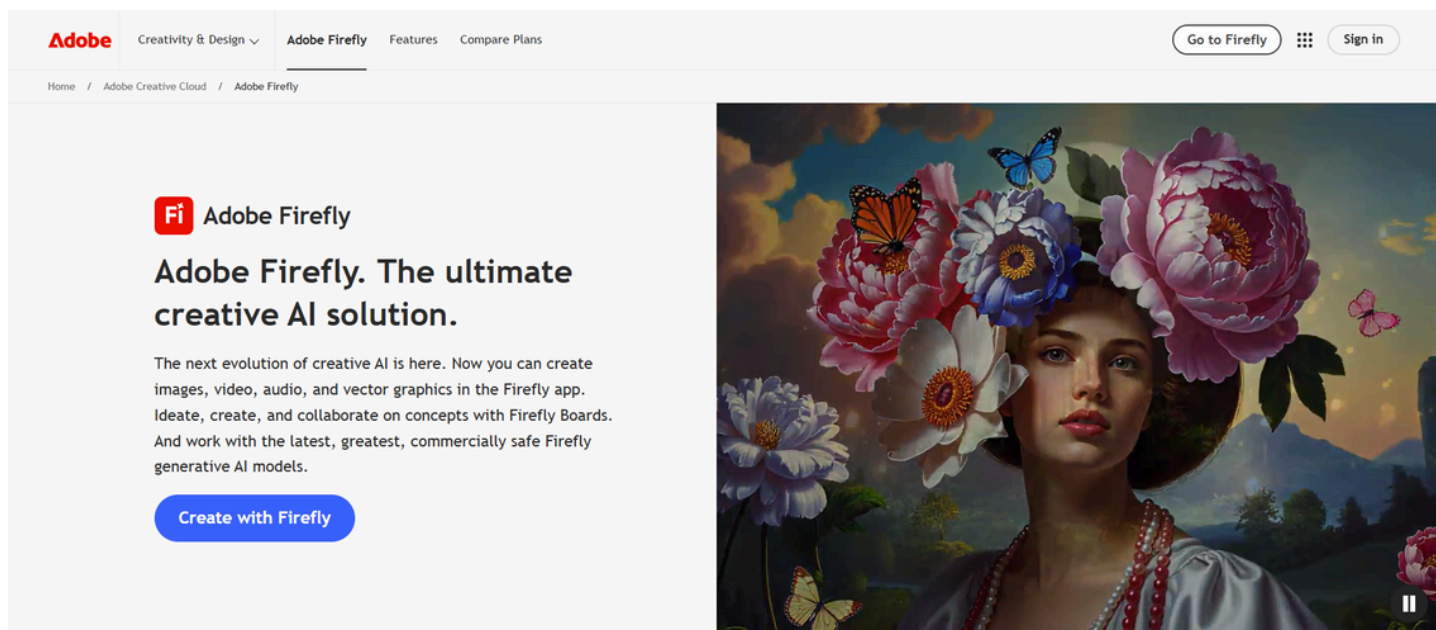 Adobe Creativity & Design Adobe Firefly Features Compare Plans Go to Firefly Sign in
Home / Adobe Creative Cloud / Adobe Firefly
Fi Adobe Firefly
Adobe Firefly. The ultimate
creative AI solution.
The next evolution of creative AI is here. Now you can create
images, video, audio, and vector graphics in the Firefly app.
Ideate, create, and collaborate on concepts with Firefly Boards.
And work with the latest, greatest, commercially safe Firefly
generative AI models.
Create with Firefly